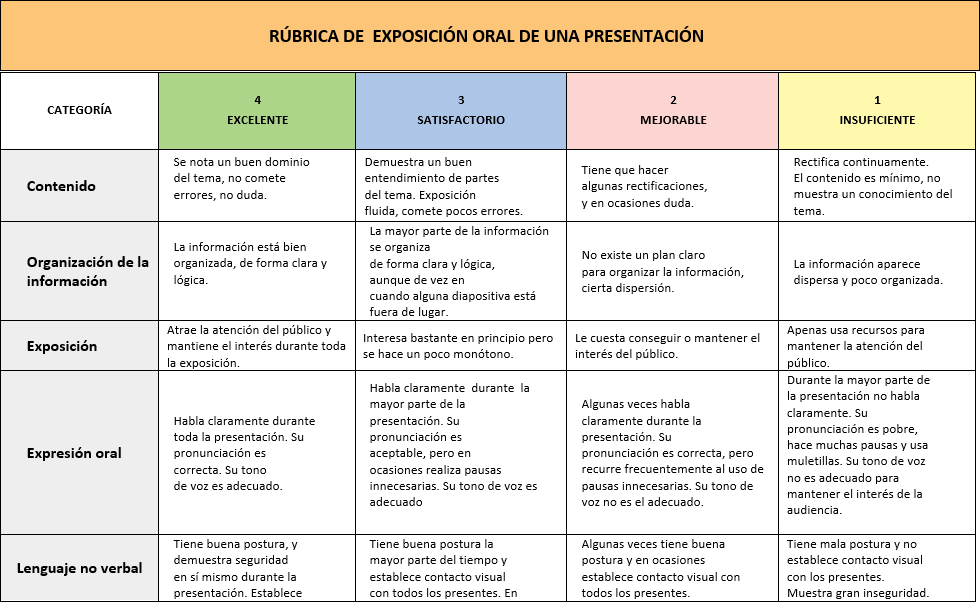 RÚBRICA DE  EXPOSICIÓN ORAL DE UNA PRESENTACIÓN
CATEGORÍA
4
EXCELENTE
3
SATISFACTORIO
2
MEJORABLE
1
INSUFICIENTE
Contenido
Se nota un buen dominio
del tema, no comete
errores, no duda.
Demuestra un buen
entendimiento de partes
del tema. Exposición
fluida, comete pocos errores.
Tiene que hacer
algunas rectificaciones,
y en ocasiones duda.
Rectifica continuamente.
El contenido es mínimo, no
muestra un conocimiento del
tema.
Organización de la
información
La información está bien
organizada, de forma clara y
lógica.
La mayor parte de la información
se organiza
de forma clara y lógica,
aunque de vez en
cuando alguna diapositiva está
fuera de lugar.
No existe un plan claro
para organizar la información,
cierta dispersión.
La información aparece
dispersa y poco organizada.
Exposición
Atrae la atención del público y
mantiene el interés durante toda
la exposición.
Interesa bastante en principio pero
se hace un poco monótono.
Le cuesta conseguir o mantener el
interés del público.
Apenas usa recursos para
mantener la atención del
público.
Expresión oral
Habla claramente durante
toda la presentación. Su
pronunciación es
correcta. Su tono
de voz es adecuado.
Habla claramente  durante  la
mayor parte de la
presentación. Su
pronunciación es
aceptable, pero en
ocasiones realiza pausas
innecesarias. Su tono de voz es
adecuado
Algunas veces habla
claramente durante la
presentación. Su
pronunciación es correcta, pero
recurre frecuentemente al uso de
pausas innecesarias. Su tono de
voz no es el adecuado.
Durante la mayor parte de
la presentación no habla
claramente. Su
pronunciación es pobre,
hace muchas pausas y usa
muletillas. Su tono de voz
no es adecuado para
mantener el interés de la
audiencia.
Lenguaje no verbal
Tiene buena postura, y
demuestra seguridad
en sí mismo durante la
presentación. Establece
Tiene buena postura la
mayor parte del tiempo y
establece contacto visual
con todos los presentes. En
Algunas veces tiene buena
postura y en ocasiones
establece contacto visual con
todos los presentes.
Tiene mala postura y no
establece contacto visual
con los presentes.
Muestra gran inseguridad.